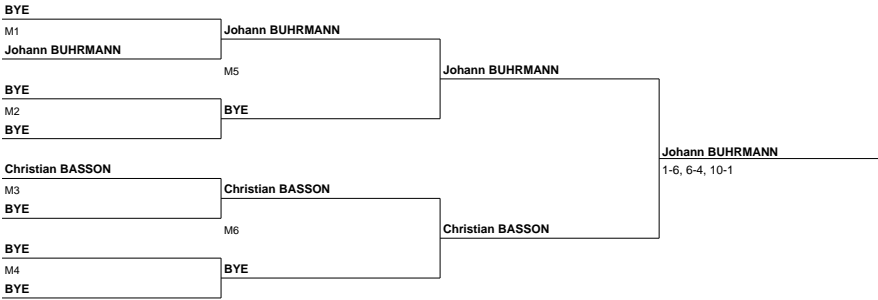 BYE
M1
Johann BUHRMANN
Johann BUHRMANN
M5
BYE
M2
BYE
BYE
Johann BUHRMANN
Christian BASSON
M3
BYE
Christian BASSON
M6
BYE
M4
BYE
BYE
Christian BASSON
Johann BUHRMANN
1-6, 6-4, 10-1